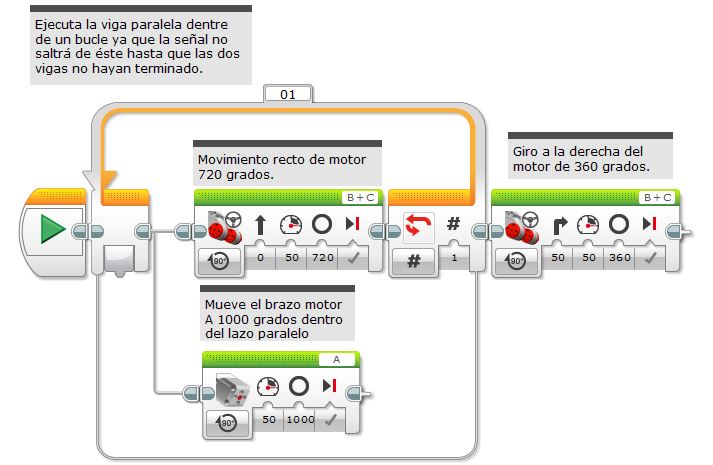 Ejecuta la viga paralela dentre
de un bucle ya que la señal no
saltrá de éste hasta que las dos
vigas no hayan terminado.
01
Movimiento recto de motor
720 grados.
Giro a la derecha del
motor de 360 grados.
B+C
B+C
#
90°
0 50 720
#
1
90°
50 50 360
Mueve el brazo motor
A 1000 grados dentro
del lazo paralelo
A
90°
50 1000